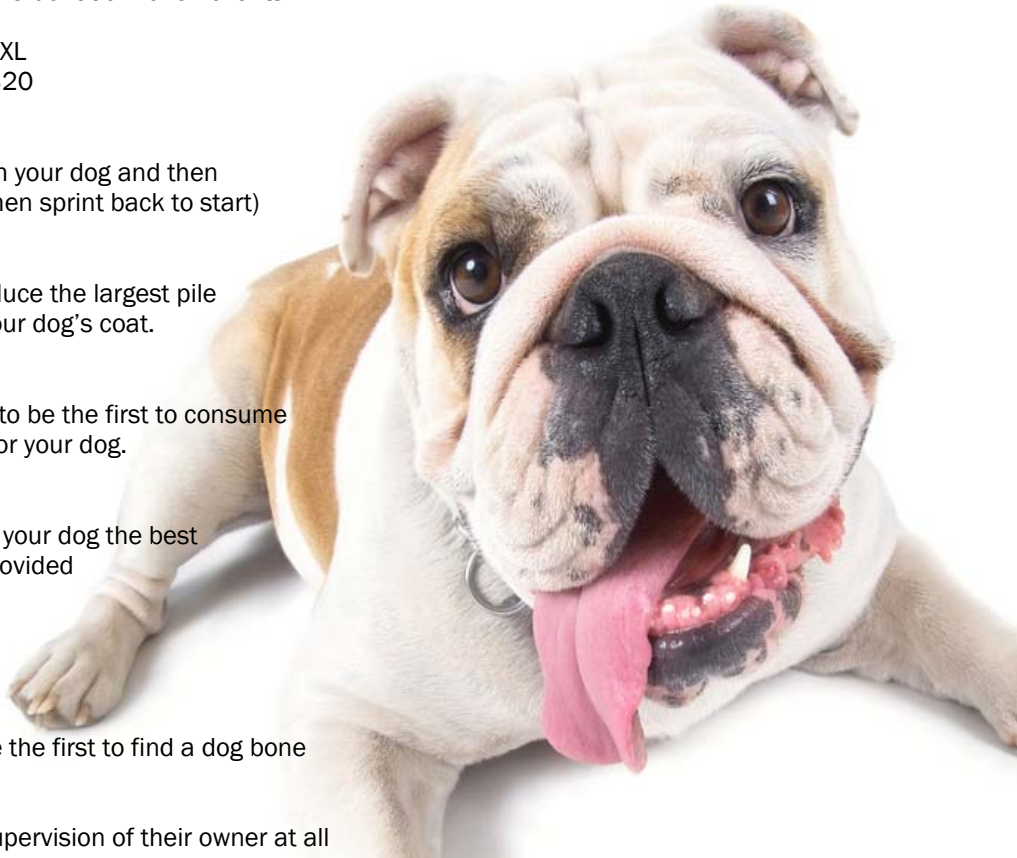 XL
20
your dog and then
then sprint back to start)
duce the largest pile
our dog’s coat.
to be the first to consume
or your dog.
your dog the best
ovided
the first to find a dog bone
upervision of their owner at all